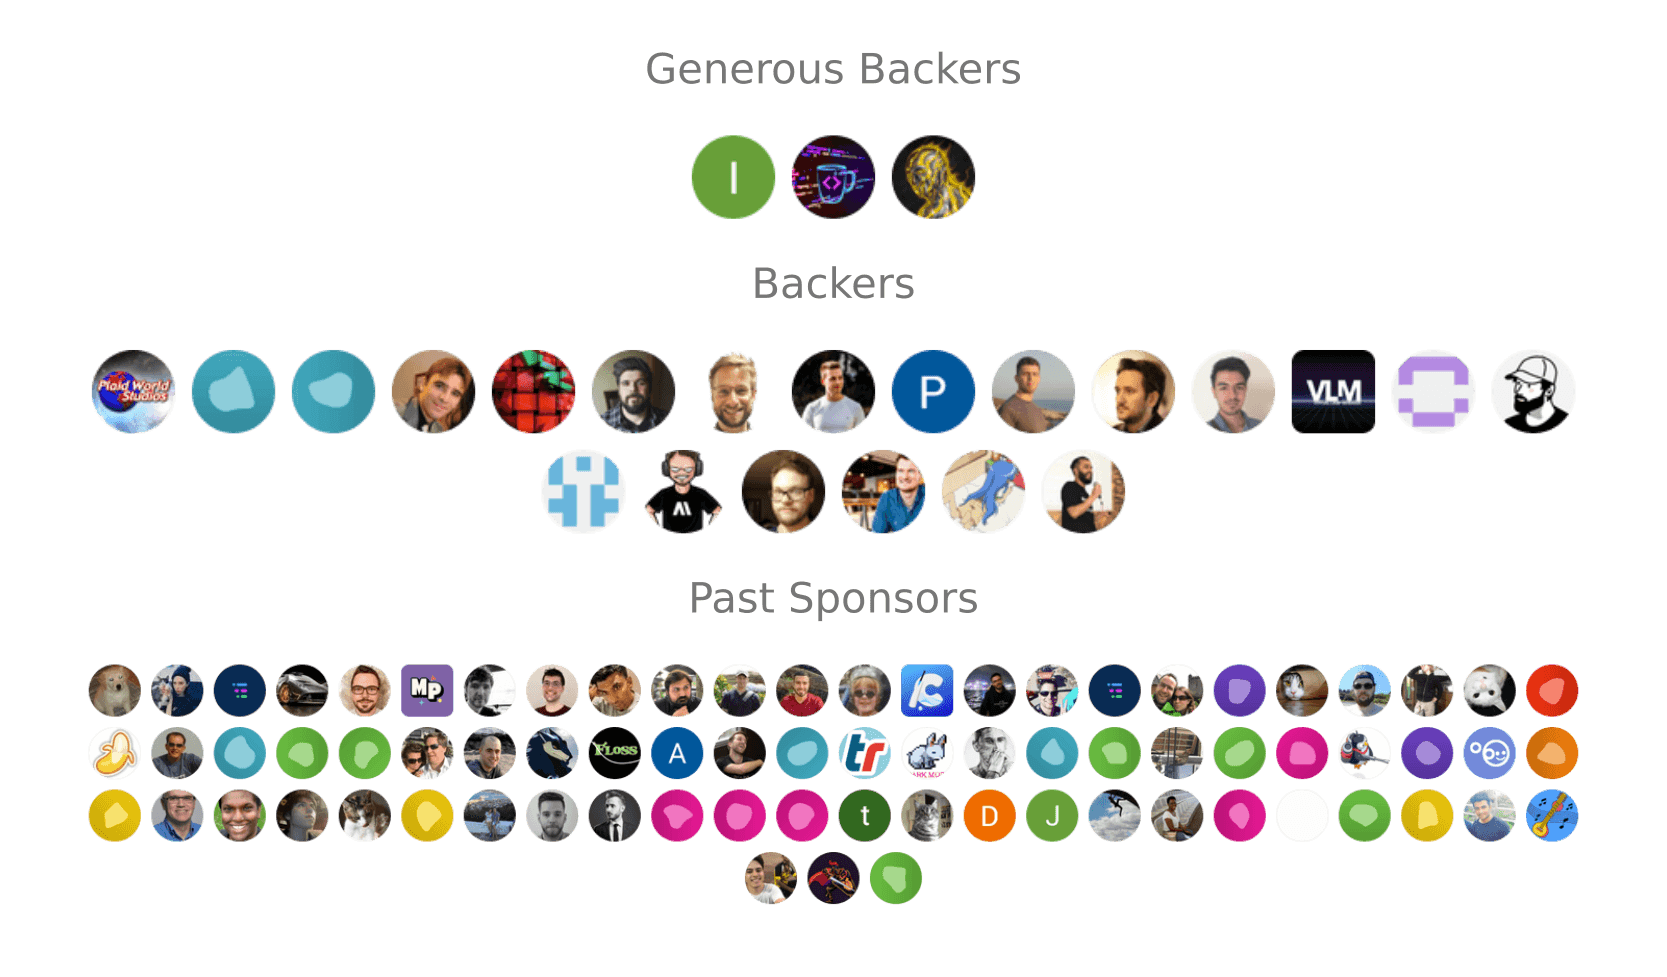 Generous Backers
I
Backers
Plaid World
Studios
P
VLM
Past Sponsors
MP
FLOSS
A
tr
t
D
J